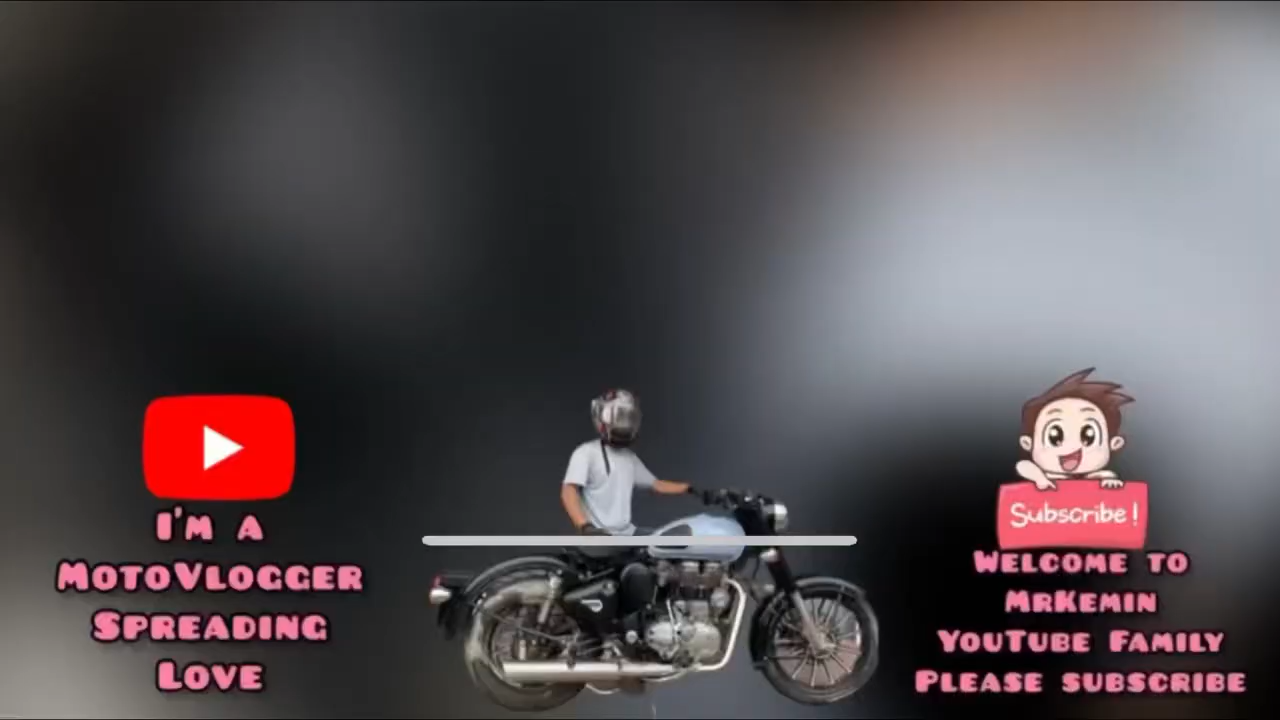 I'm a
MotoVlogger
Spreading
Love
Subscribe!
Welcome to
MrKemin
YouTube Family
Please subscribe